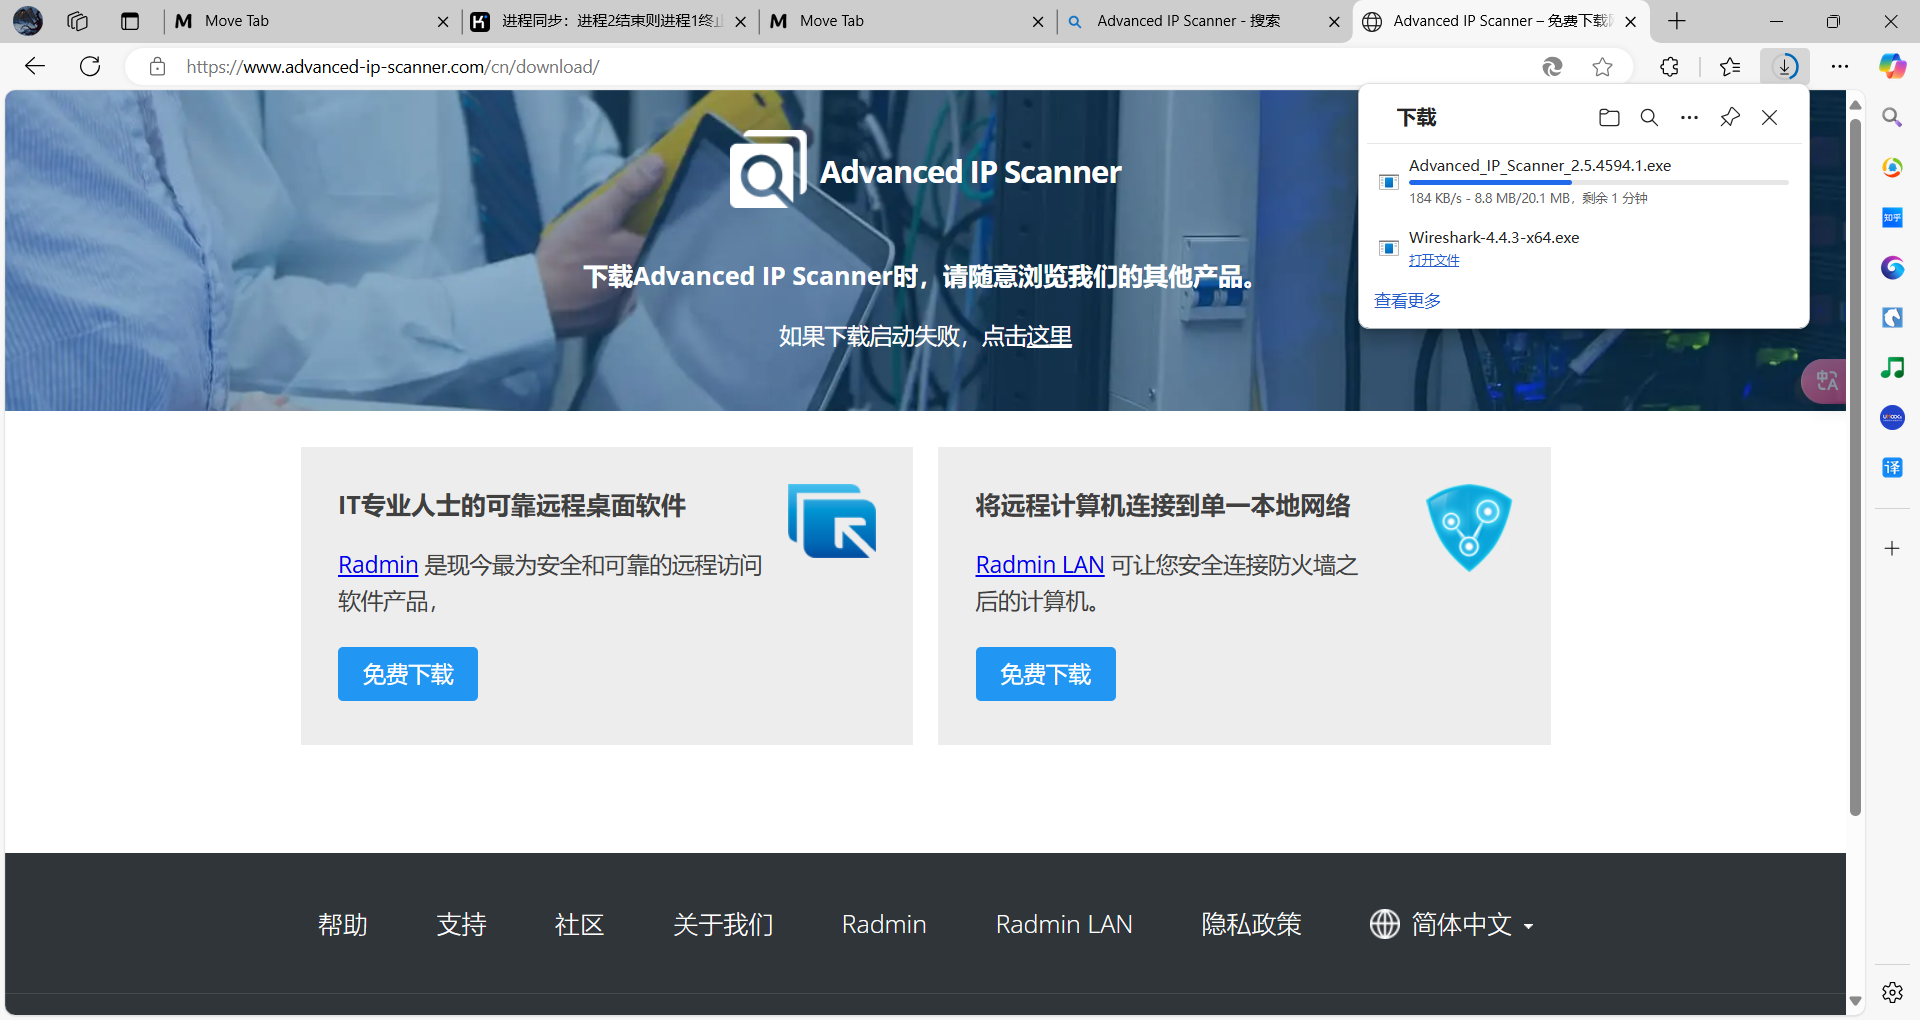 Move Tab
进程同步：进程2结束则进程1终止
Move Tab
Advanced IP Scanner - 搜索
Advanced IP Scanner – 免费下载
https://www.advanced-ip-scanner.com/cn/download/
下载
Advanced_IP_Scanner_2.5.4594.1.exe
184 KB/s - 8.8 MB/20.1 MB，剩余 1 分钟
Wireshark-4.4.3-x64.exe
打开文件
查看更多
Advanced IP Scanner
下载Advanced IP Scanner时，请随意浏览我们的其他产品。
如果下载启动失败，点击这里
知乎
译
IT专业人士的可靠远程桌面软件
Radmin 是现今最为安全和可靠的远程访问
软件产品，
免费下载
将远程计算机连接到单一本地网络
Radmin LAN 可让您安全连接防火墙之
后的计算机。
免费下载
帮助
支持
社区
关于我们
Radmin
Radmin LAN
隐私政策
简体中文